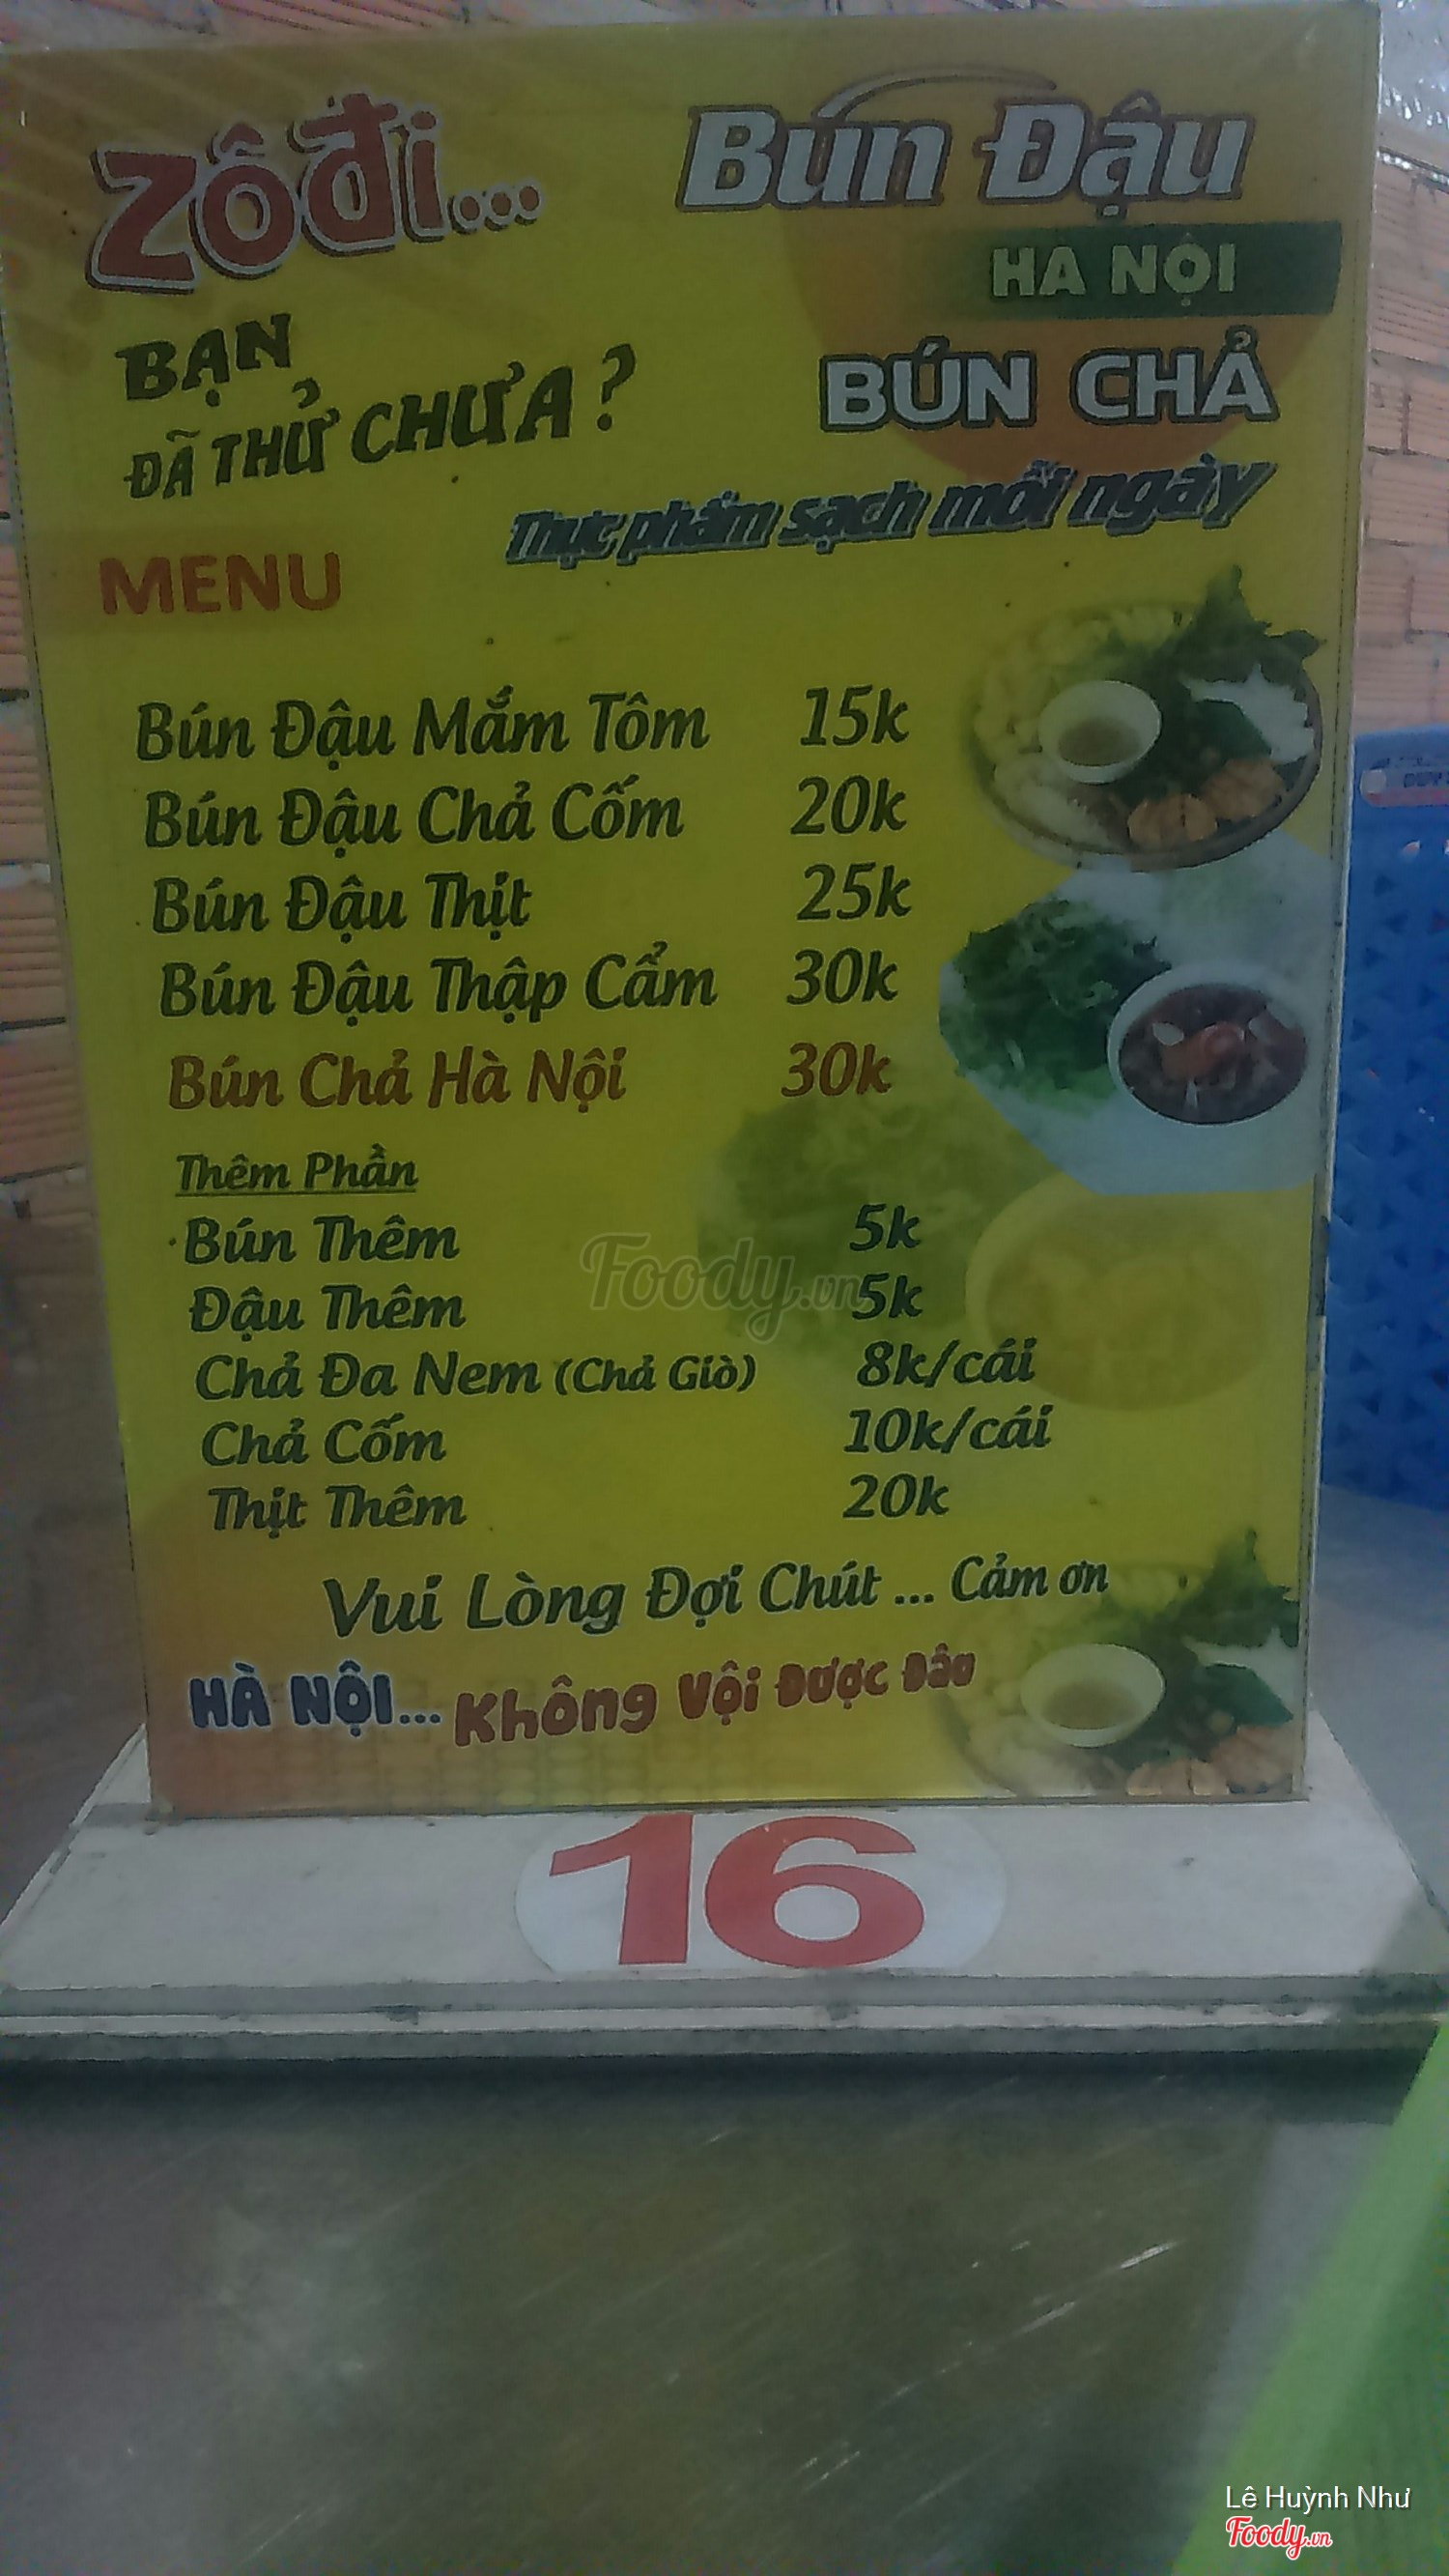 Zôđi...
Bún Đậu
HA NỘI
BẠN
ĐÃ THỬ CHƯA?
BÚN CHẢ
Thực phẩm sạch mỗi ngày
MENU
Bún Đậu Mắm Tôm 15k
Bún Đậu Chả Cốm 20k
Bún Đậu Thịt 25k
Bún Đậu Thập Cẩm 30k
Bún Chả Hà Nội 30k
Thêm Phần
Bún Thêm 5k
Foody.vn
Đậu Thêm 5k
Chả Đa Nem (Chả Giò) 8k/cái
Chả Cốm 10k/cái
Thịt Thêm 20k
Vui Lòng Đợi Chút ... Cảm ơn
HÀ NỘI... Không Vội Được Đâu
16
Lê Huỳnh Như
Foody.vn